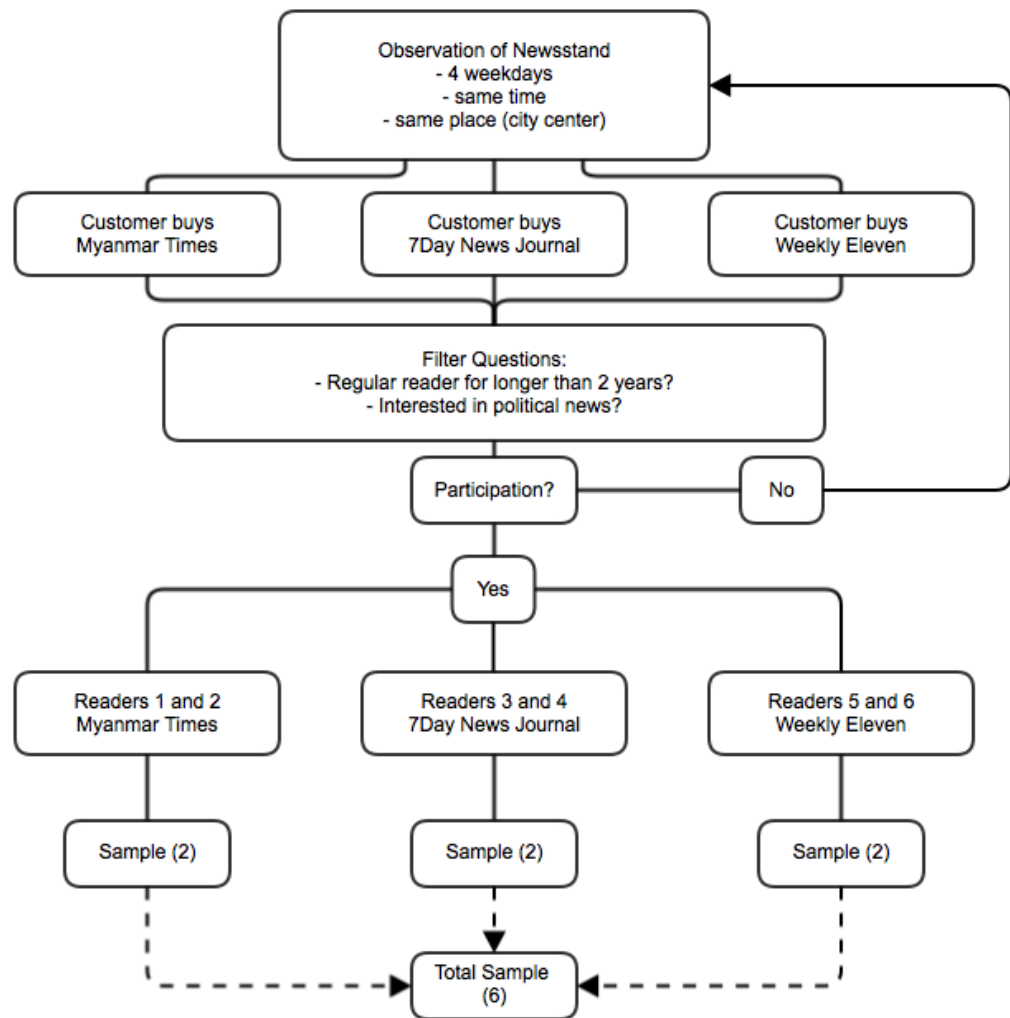 Observation of Newsstand
- 4 weekdays
- same time
- same place (city center)
Customer buys
Myanmar Times
Customer buys
7Day News Journal
Customer buys
Weekly Eleven
Filter Questions:
- Regular reader for longer than 2 years?
- Interested in political news?
Participation?
No
Yes
Readers 1 and 2
Myanmar Times
Readers 3 and 4
7Day News Journal
Readers 5 and 6
Weekly Eleven
Sample (2)
Sample (2)
Sample (2)
Total Sample
(6)